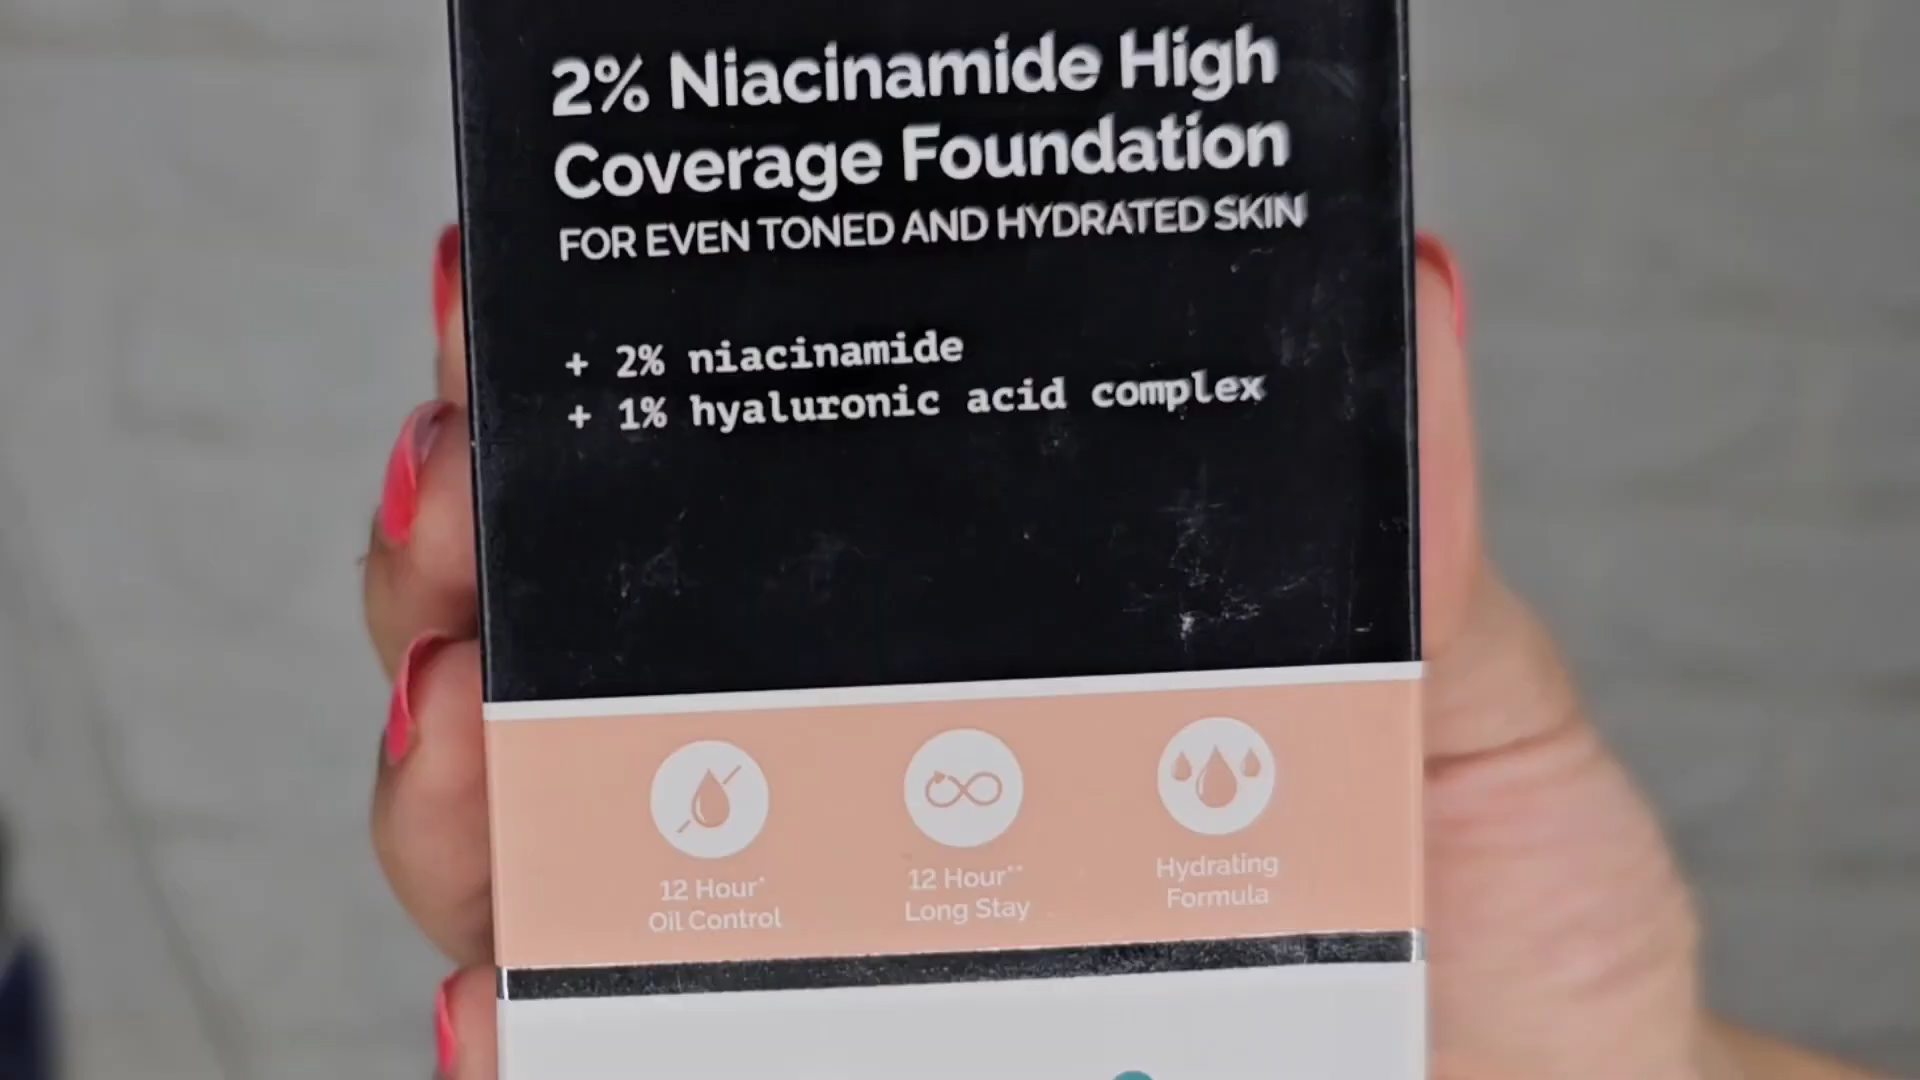 2% Niacinamide High
Coverage Foundation
FOR EVEN TONED AND HYDRATED SKIN
+ 2% niacinamide
+ 1% hyaluronic acid complex
12 Hour*
Oil Control
12 Hour**
Long Stay
Hydrating
Formula